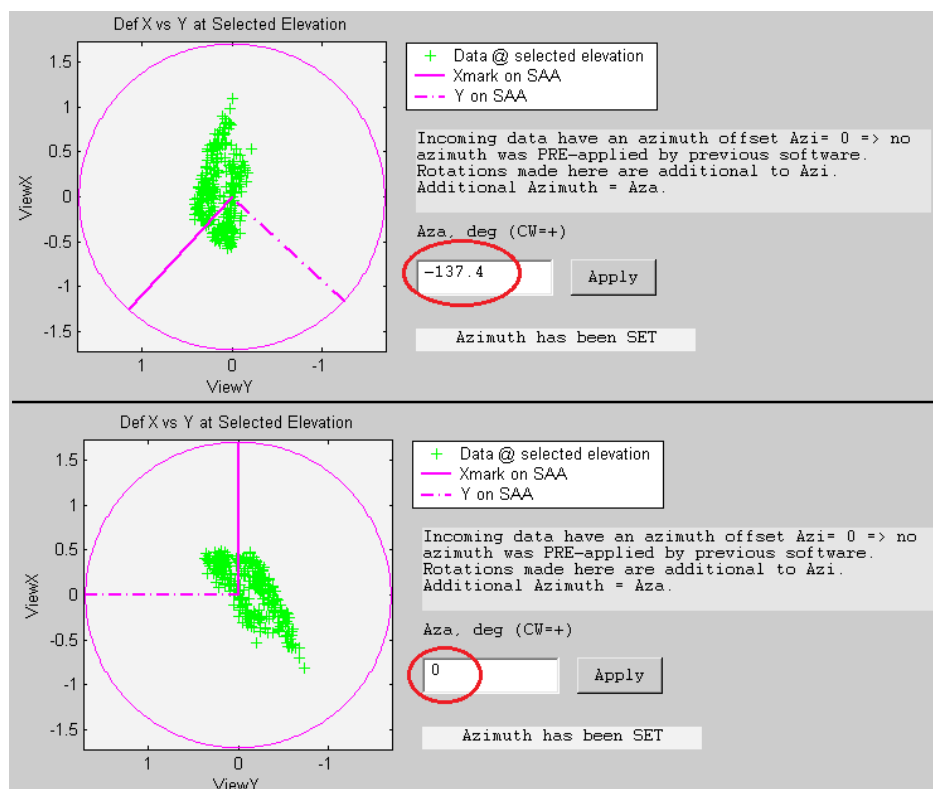 Def X vs Y at Selected Elevation
1.5
1
0.5
0
-0.5
-1
-1.5
ViewX
1 0 -1
ViewY
Data @ selected elevation
Xmark on SAA
Y on SAA
Incoming data have an azimuth offset Azi= 0 => no
azimuth was PRE-applied by previous software.
Rotations made here are additional to Azi.
Additional Azimuth = Aza.
Aza, deg (CW=+)
-137.4
Apply
Azimuth has been SET
Def X vs Y at Selected Elevation
1.5
1
0.5
0
-0.5
-1
-1.5
ViewX
1 0 -1
ViewY
Data @ selected elevation
Xmark on SAA
Y on SAA
Incoming data have an azimuth offset Azi= 0 => no
azimuth was PRE-applied by previous software.
Rotations made here are additional to Azi.
Additional Azimuth = Aza.
Aza, deg (CW=+)
0
Apply
Azimuth has been SET